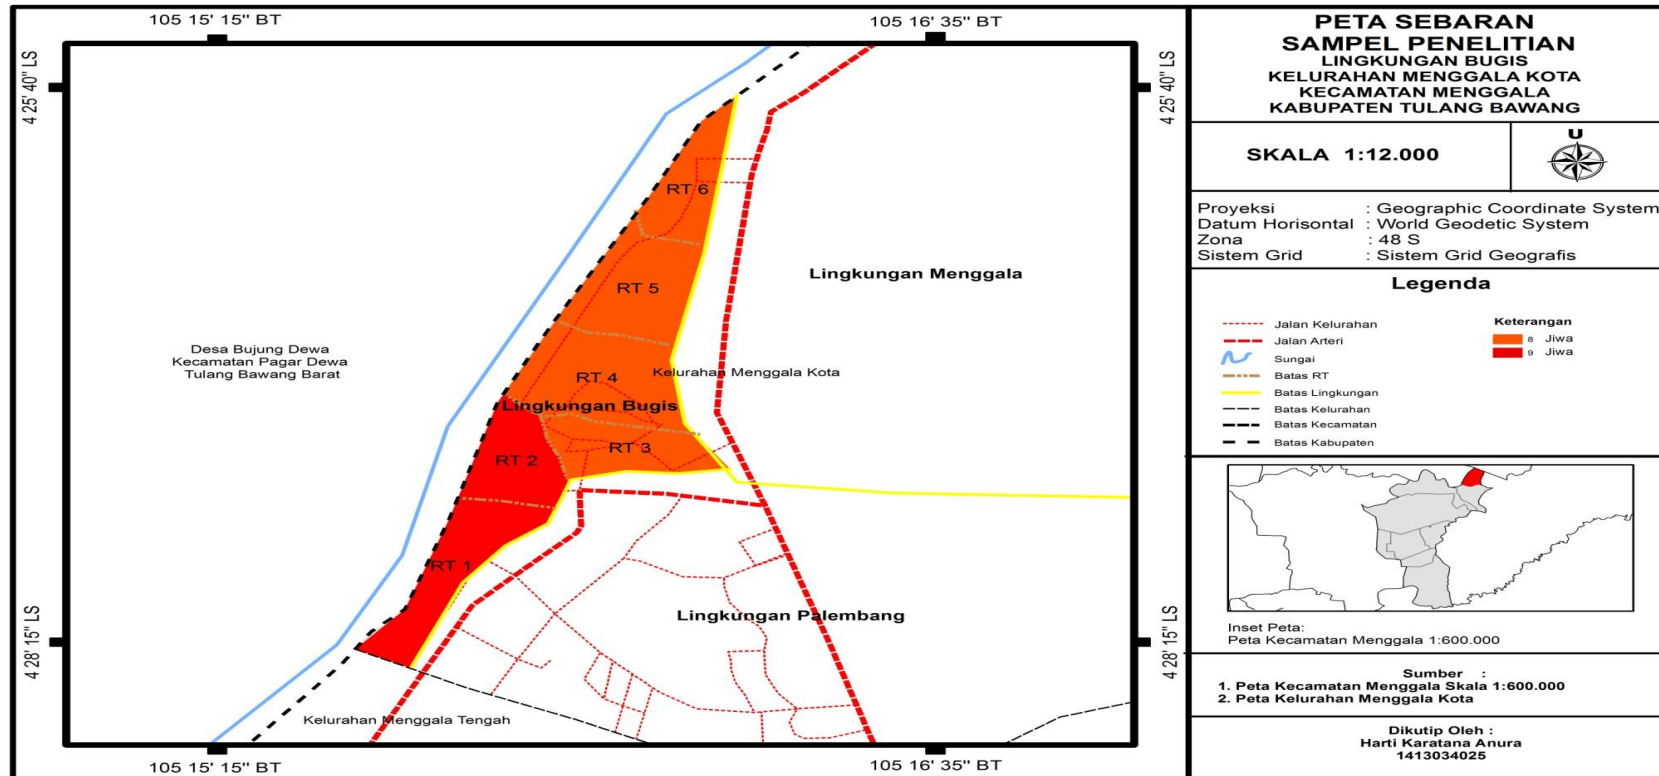 105 15' 15" BT
105 16' 35" BT
4 25' 40" LS
4 25' 40" LS
4 28' 15" LS
4 28' 15" LS
105 15' 15" BT
105 16' 35" BT
RT 6
RT 5
RT 4
RT 3
RT 2
RT 1
Lingkungan Bugis
Lingkungan Menggala
Kelurahan Menggala Kota
Desa Bujung Dewa
Kecamatan Pagar Dewa
Tulang Bawang Barat
Lingkungan Palembang
Kelurahan Menggala Tengah
PETA SEBARAN
SAMPEL PENELITIAN
LINGKUNGAN BUGIS
KELURAHAN MENGGALA KOTA
KECAMATAN MENGGALA
KABUPATEN TULANG BAWANG
SKALA 1:12.000
U
Proyeksi : Geographic Coordinate System
Datum Horisontal : World Geodetic System
Zona : 48 S
Sistem Grid : Sistem Grid Geografis
Legenda
Jalan Kelurahan
Jalan Arteri
Sungai
Batas RT
Batas Lingkungan
Batas Kelurahan
Batas Kecamatan
Batas Kabupaten
Keterangan
8 Jiwa
9 Jiwa
Inset Peta:
Peta Kecamatan Menggala 1:600.000
Sumber :
1. Peta Kecamatan Menggala Skala 1:600.000
2. Peta Kelurahan Menggala Kota
Dikutip Oleh :
Harti Karatana Anura
1413034025